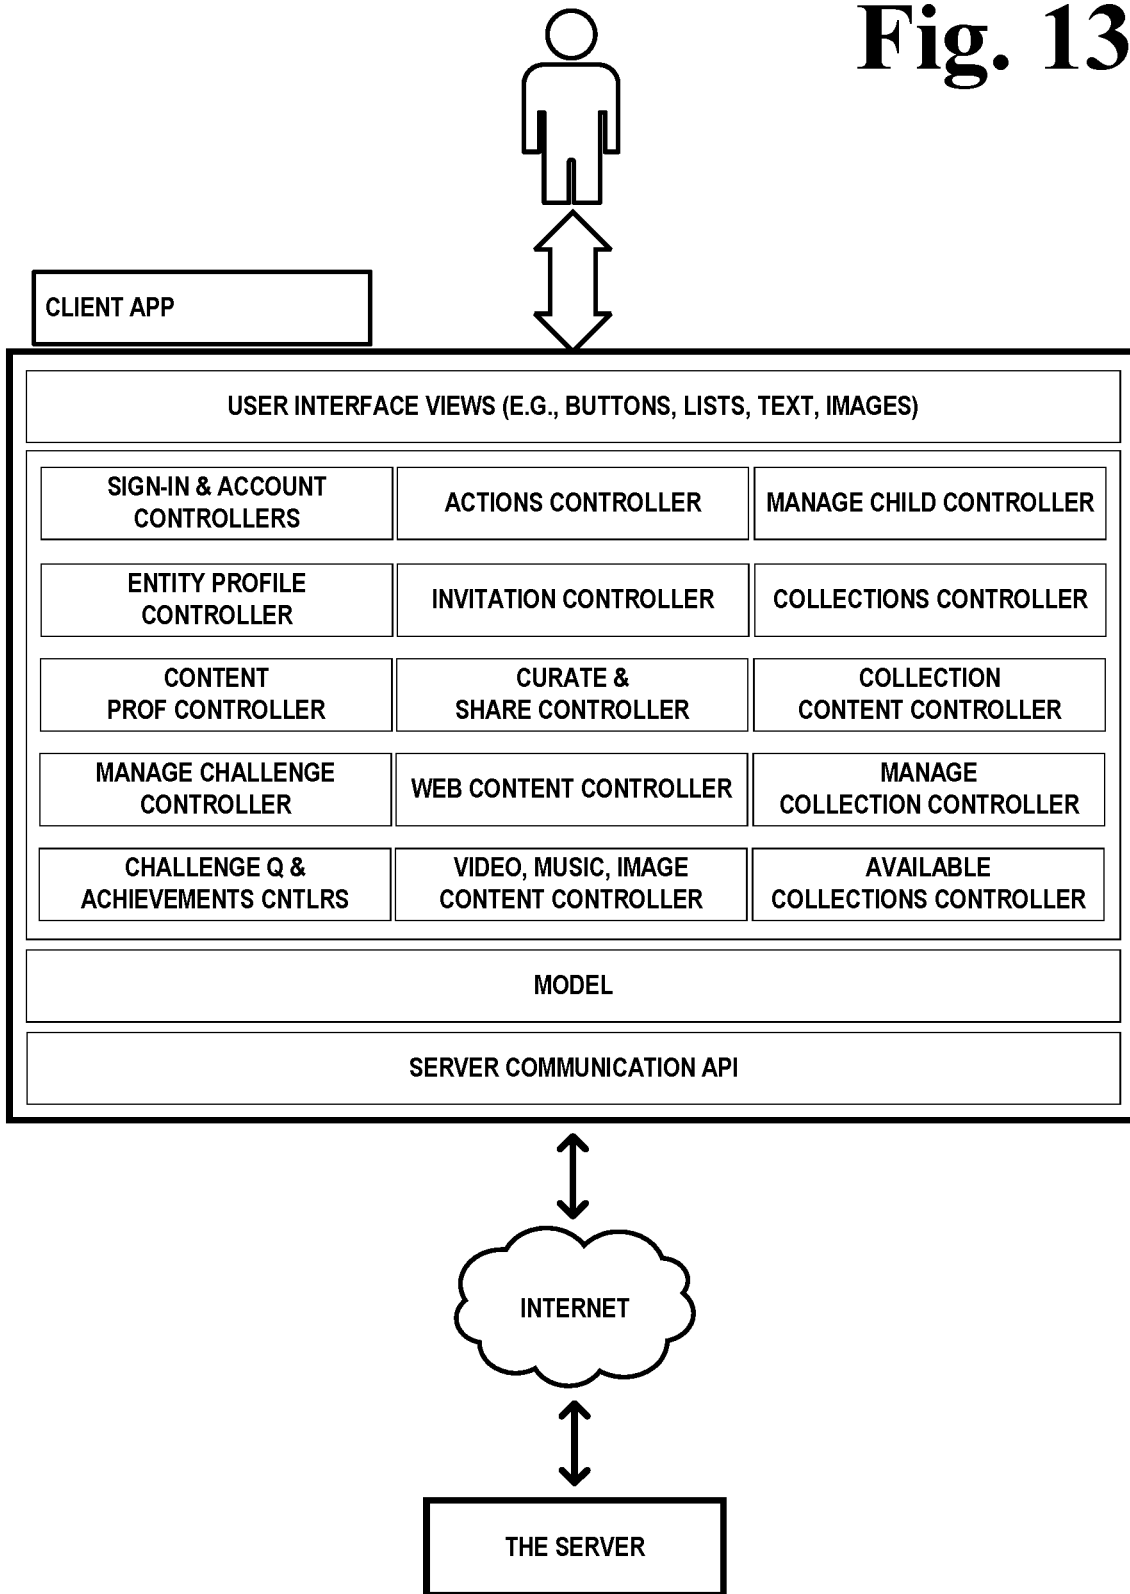 Fig. 13
CLIENT APP
USER INTERFACE VIEWS (E.G., BUTTONS, LISTS, TEXT, IMAGES)
SIGN-IN & ACCOUNT
CONTROLLERS
ACTIONS CONTROLLER
MANAGE CHILD CONTROLLER
ENTITY PROFILE
CONTROLLER
INVITATION CONTROLLER
COLLECTIONS CONTROLLER
CONTENT
PROF CONTROLLER
CURATE &
SHARE CONTROLLER
COLLECTION
CONTENT CONTROLLER
MANAGE CHALLENGE
CONTROLLER
WEB CONTENT CONTROLLER
MANAGE
COLLECTION CONTROLLER
CHALLENGE Q &
ACHIEVEMENTS CNTLRS
VIDEO, MUSIC, IMAGE
CONTENT CONTROLLER
AVAILABLE
COLLECTIONS CONTROLLER
MODEL
SERVER COMMUNICATION API
INTERNET
THE SERVER